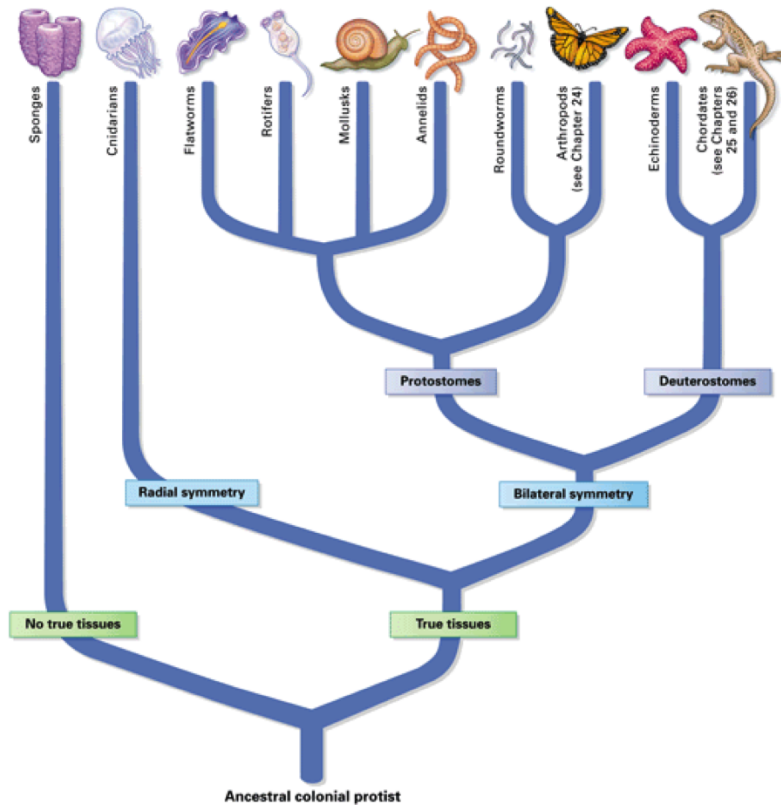 Sponges
Cnidarians
Flatworms
Rotifers
Mollusks
Annelids
Roundworms
Arthropods
(see Chapter 24)
Echinoderms
Chordates
(see Chapters
25 and 26)
Protostomes
Deuterostomes
Radial symmetry
Bilateral symmetry
No true tissues
True tissues
Ancestral colonial protist